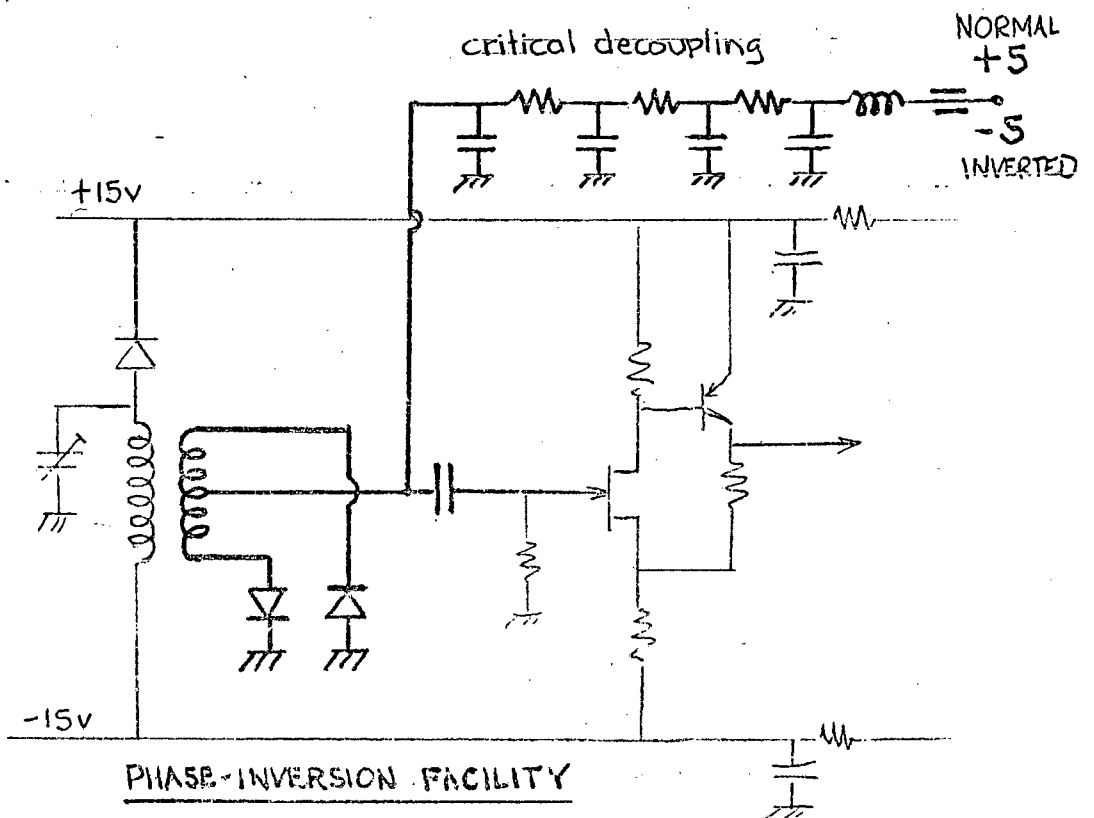 NORMAL
critical decoupling
+5
-5
INVERTED
+15v
-15v
PHASE-INVERSION FACILITY